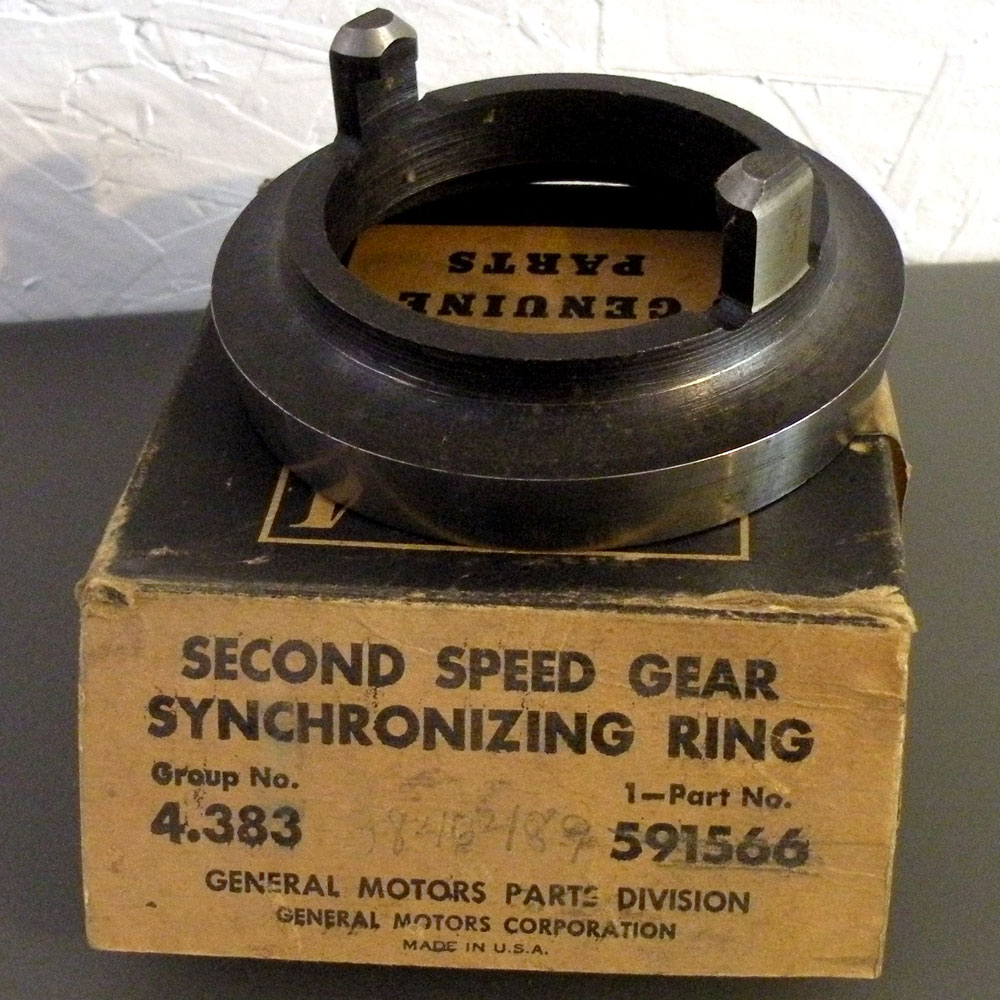 GENUINE
PARTS
SECOND SPEED GEAR
SYNCHRONIZING RING
Group No.
1—Part No.
4.383
591566
GENERAL MOTORS PARTS DIVISION
GENERAL MOTORS CORPORATION
MADE IN U.S.A.